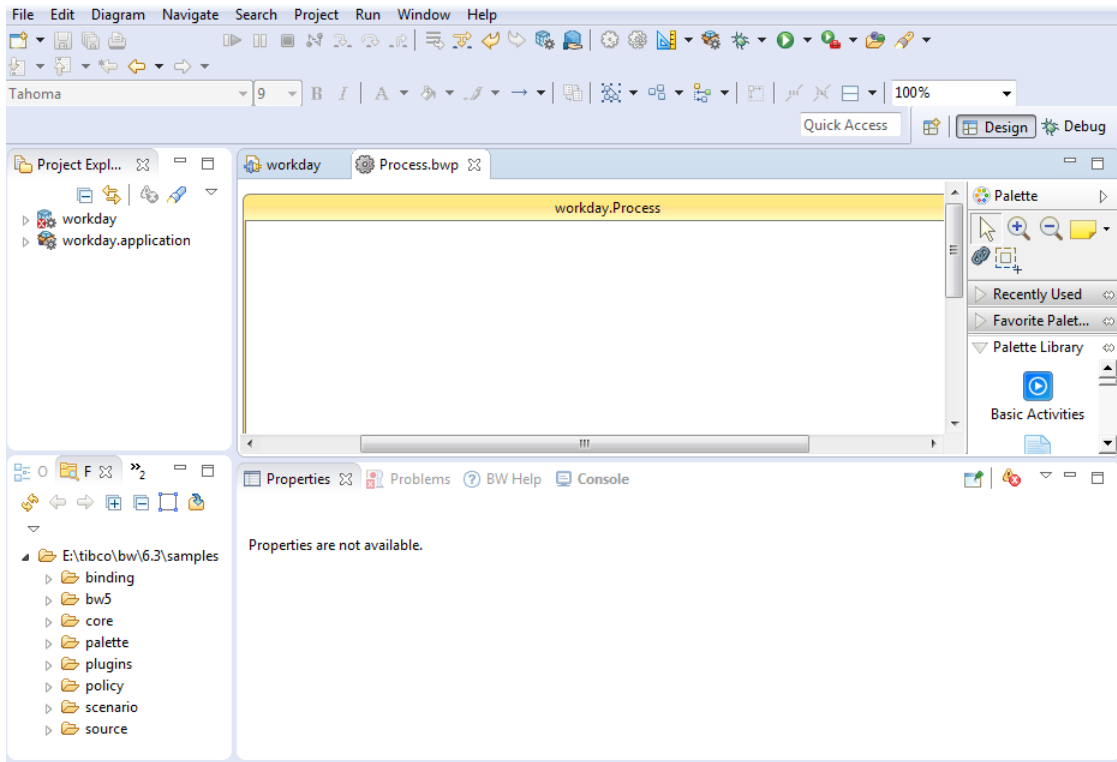 File Edit Diagram Navigate Search Project Run Window Help
Tahoma 9 B I A 100%
Quick Access Design Debug
Project Expl... workday Process.bwp
workday
workday.application
workday.Process
Palette
Recently Used
Favorite Palet...
Palette Library
Basic Activities
O F »2
E:\tibco\bw\6.3\samples
binding
bw5
core
palette
plugins
policy
scenario
source
Properties Problems BW Help Console
Properties are not available.